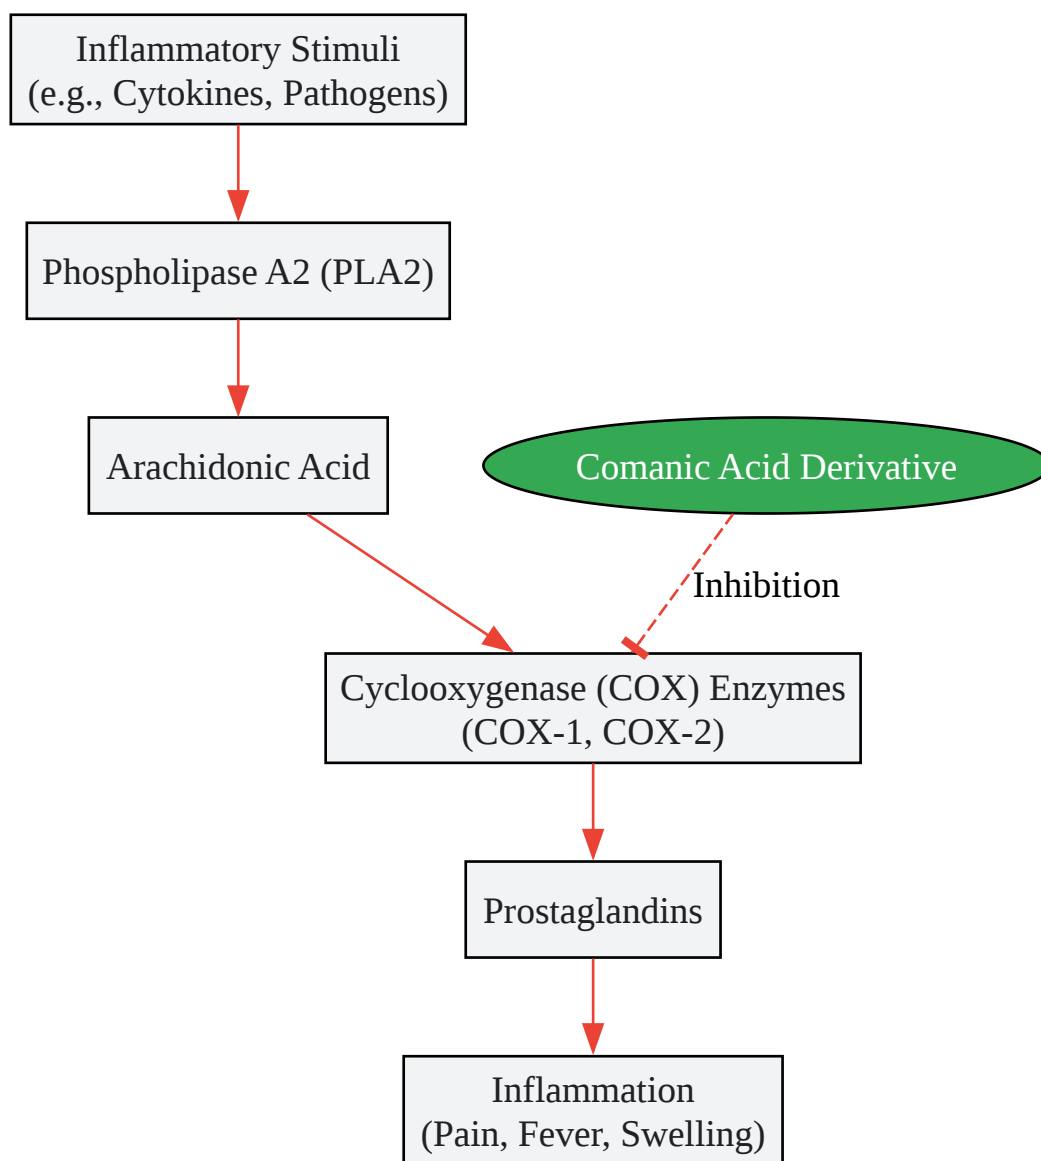 Inflammatory Stimuli
(e.g., Cytokines, Pathogens)
Phospholipase A2 (PLA2)
Arachidonic Acid
Comanic Acid Derivative
Inhibition
Cyclooxygenase (COX) Enzymes
(COX-1, COX-2)
Prostaglandins
Inflammation
(Pain, Fever, Swelling)